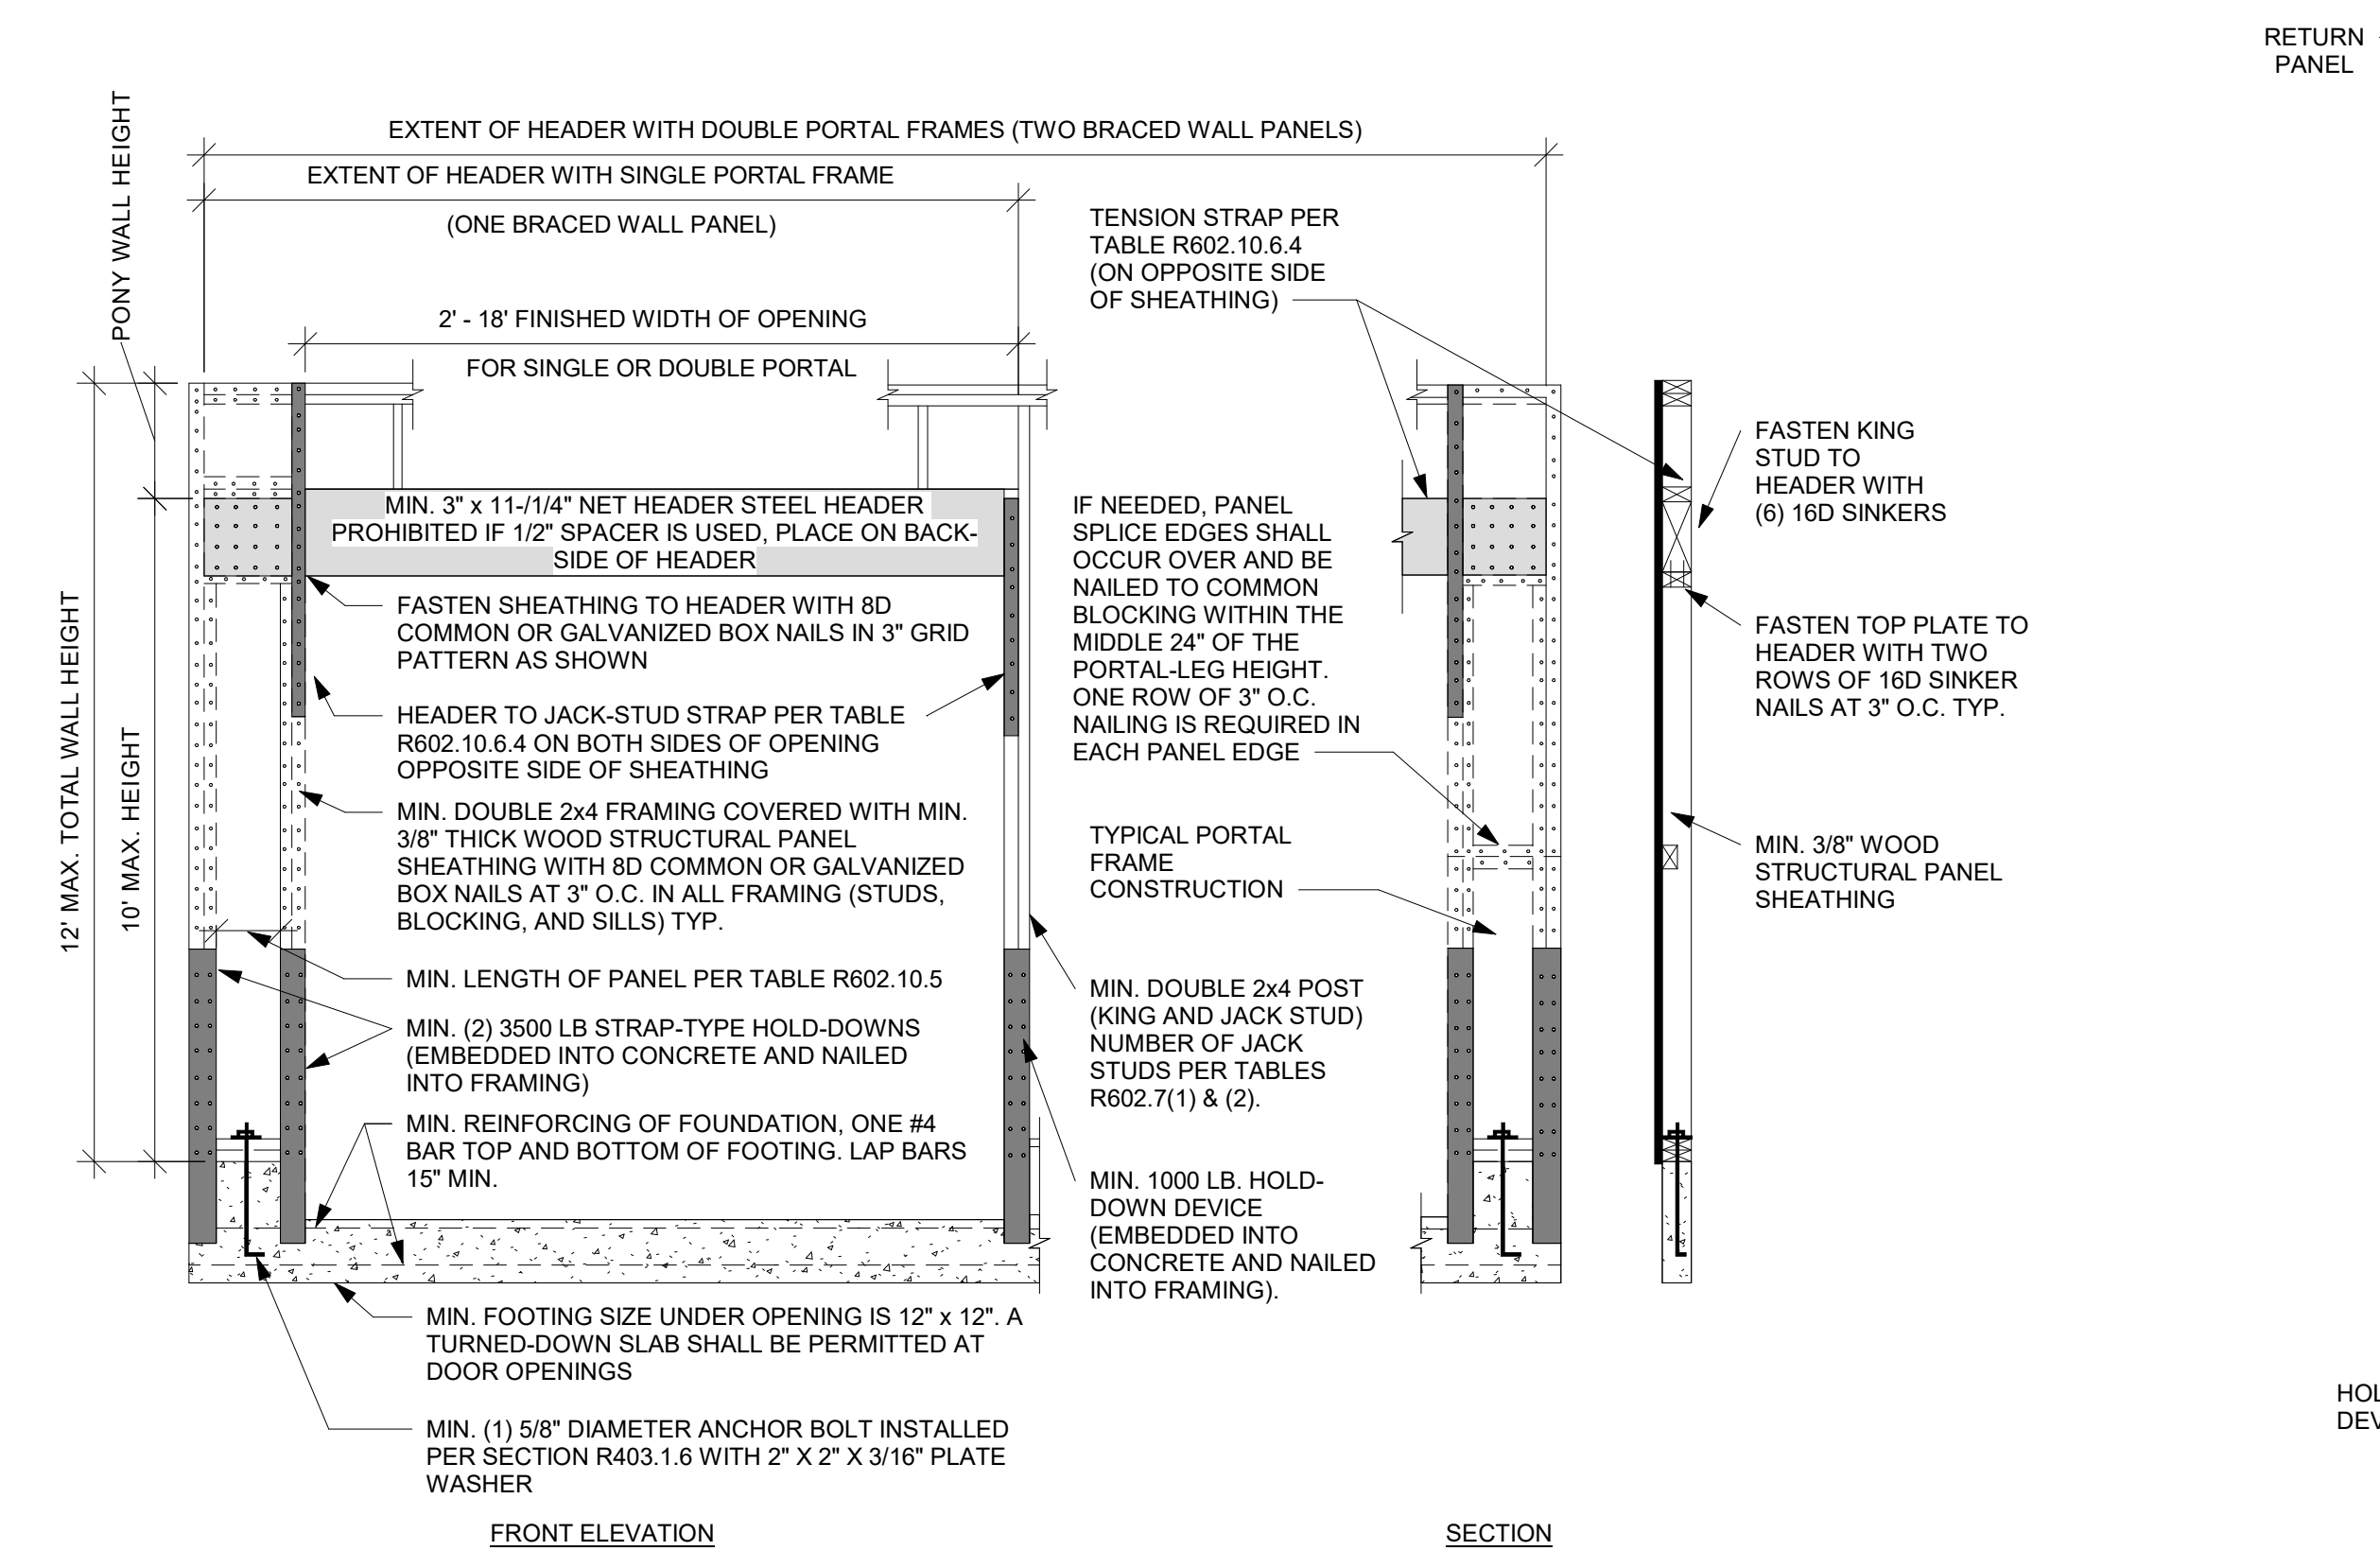 RETURN
PANEL
PONY WALL HEIGHT
EXTENT OF HEADER WITH DOUBLE PORTAL FRAMES (TWO BRACED WALL PANELS)
EXTENT OF HEADER WITH SINGLE PORTAL FRAME
(ONE BRACED WALL PANEL)
2' - 18' FINISHED WIDTH OF OPENING
FOR SINGLE OR DOUBLE PORTAL
TENSION STRAP PER
TABLE R602.10.6.4
(ON OPPOSITE SIDE
OF SHEATHING)
12' MAX. TOTAL WALL HEIGHT
10' MAX. HEIGHT
MIN. 3" x 11-/1/4" NET HEADER STEEL HEADER
PROHIBITED IF 1/2" SPACER IS USED, PLACE ON BACK-
SIDE OF HEADER
FASTEN SHEATHING TO HEADER WITH 8D
COMMON OR GALVANIZED BOX NAILS IN 3" GRID
PATTERN AS SHOWN
HEADER TO JACK-STUD STRAP PER TABLE
R602.10.6.4 ON BOTH SIDES OF OPENING
OPPOSITE SIDE OF SHEATHING
MIN. DOUBLE 2x4 FRAMING COVERED WITH MIN.
3/8" THICK WOOD STRUCTURAL PANEL
SHEATHING WITH 8D COMMON OR GALVANIZED
BOX NAILS AT 3" O.C. IN ALL FRAMING (STUDS,
BLOCKING, AND SILLS) TYP.
MIN. LENGTH OF PANEL PER TABLE R602.10.5
MIN. (2) 3500 LB STRAP-TYPE HOLD-DOWNS
(EMBEDDED INTO CONCRETE AND NAILED
INTO FRAMING)
MIN. REINFORCING OF FOUNDATION, ONE #4
BAR TOP AND BOTTOM OF FOOTING. LAP BARS
15" MIN.
MIN. FOOTING SIZE UNDER OPENING IS 12" x 12". A
TURNED-DOWN SLAB SHALL BE PERMITTED AT
DOOR OPENINGS
MIN. (1) 5/8" DIAMETER ANCHOR BOLT INSTALLED
PER SECTION R403.1.6 WITH 2" X 2" X 3/16" PLATE
WASHER
FRONT ELEVATION
IF NEEDED, PANEL
SPLICE EDGES SHALL
OCCUR OVER AND BE
NAILED TO COMMON
BLOCKING WITHIN THE
MIDDLE 24" OF THE
PORTAL-LEG HEIGHT.
ONE ROW OF 3" O.C.
NAILING IS REQUIRED IN
EACH PANEL EDGE
TYPICAL PORTAL
FRAME
CONSTRUCTION
MIN. DOUBLE 2x4 POST
(KING AND JACK STUD)
NUMBER OF JACK
STUDS PER TABLES
R602.7(1) & (2).
MIN. 1000 LB. HOLD-
DOWN DEVICE
(EMBEDDED INTO
CONCRETE AND NAILED
INTO FRAMING).
FASTEN KING
STUD TO
HEADER WITH
(6) 16D SINKERS
FASTEN TOP PLATE TO
HEADER WITH TWO
ROWS OF 16D SINKER
NAILS AT 3" O.C. TYP.
MIN. 3/8" WOOD
STRUCTURAL PANEL
SHEATHING
SECTION